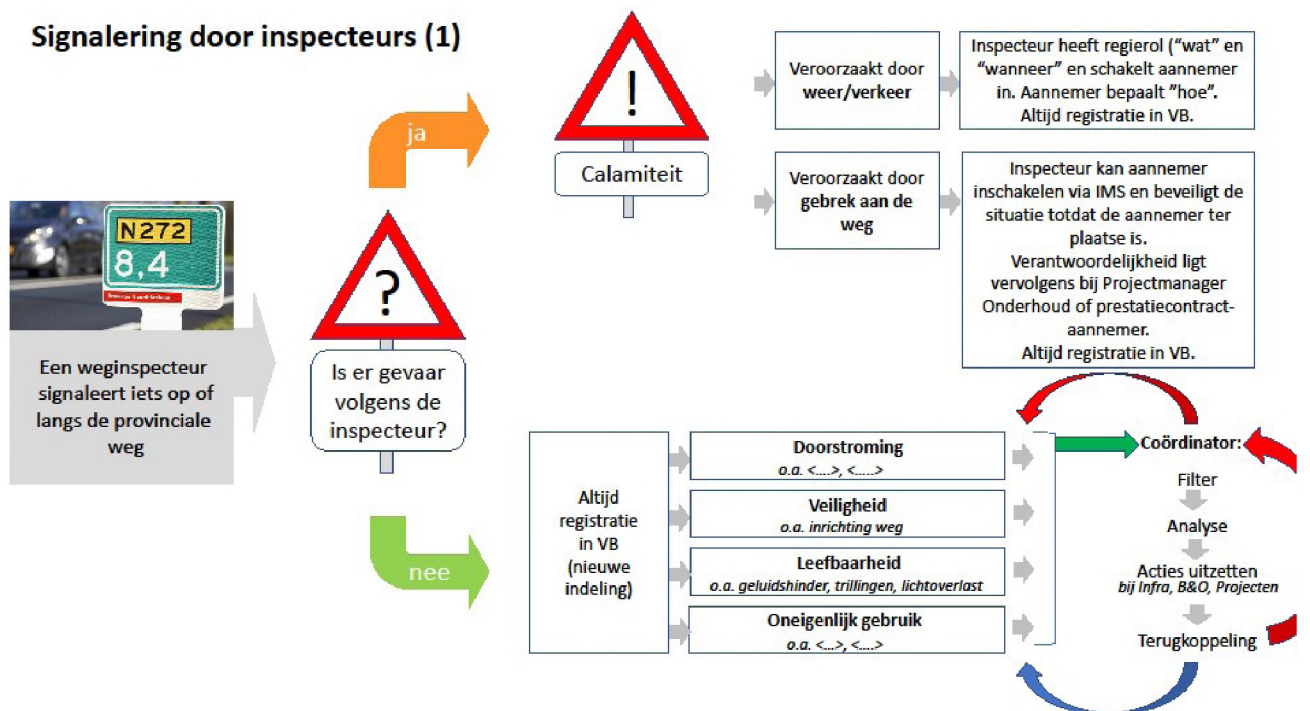 Signalering door inspecteurs (1)
N272
8,4
Een weginspecteur
signaleert iets op of
langs de provinciale
weg
?
Is er gevaar
volgens de
inspecteur?
ja
!
Calamiteit
Veroorzaakt door
weer/verkeer
Inspecteur heeft regierol (“wat” en
“wanneer” en schakelt aannemer
in. Aannemer bepaalt ”hoe”.
Altijd registratie in VB.
Veroorzaakt door
gebrek aan de
weg
Inspecteur kan aannemer
inschakelen via IMS en beveiligt de
situatie totdat de aannemer ter
plaatse is.
Verantwoordelijkheid ligt
vervolgens bij Projectmanager
Onderhoud of prestatiecontract-
aannemer.
Altijd registratie in VB.
nee
Altijd
registratie
in VB
(nieuwe
indeling)
Doorstroming
o.a. <....>, <.....>
Veiligheid
o.a. inrichting weg
Leefbaarheid
o.a. geluidshinder, trillingen, lichtoverlast
Oneigenlijk gebruik
o.a. <...>, <....>
Coördinator:
Filter
Analyse
Acties uitzetten
bij Infra, B&O, Projecten
Terugkoppeling